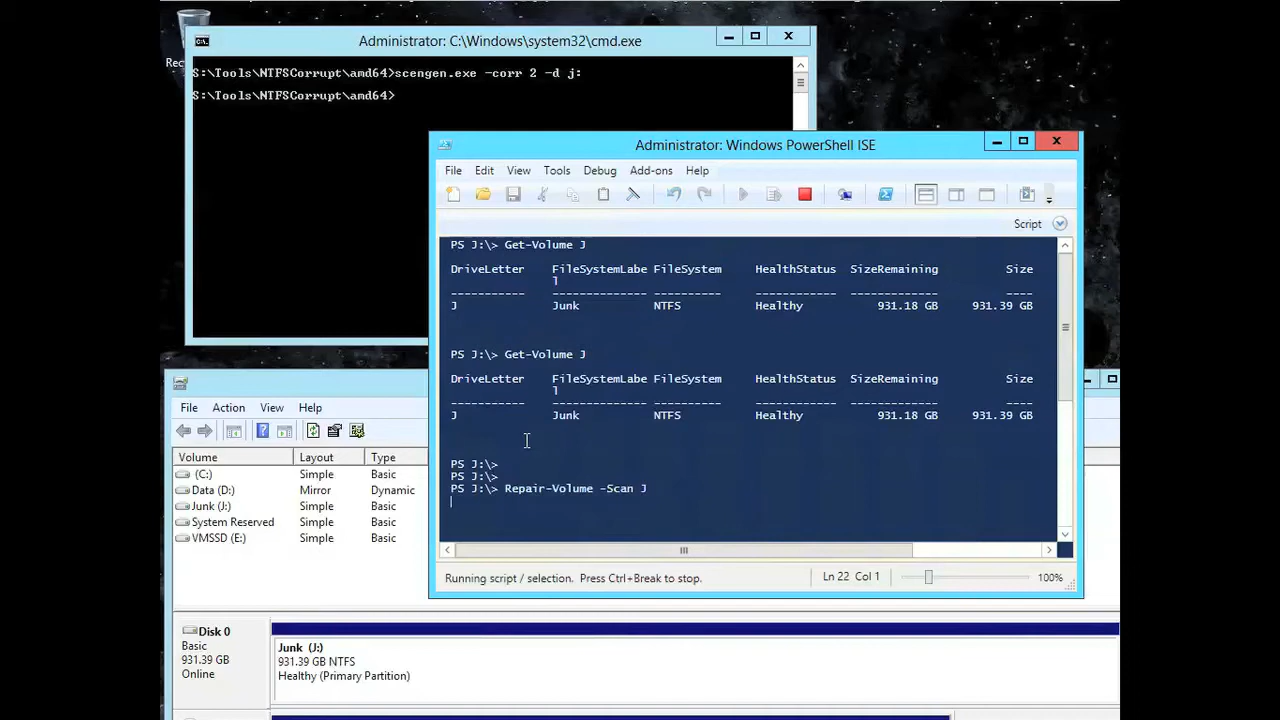 Rec
Administrator: C:\Windows\system32\cmd.exe
S:\Tools\NTFSCorrupt\amd64>scengen.exe -corr 2 -d j:
S:\Tools\NTFSCorrupt\amd64>
Administrator: Windows PowerShell ISE
File Edit View Tools Debug Add-ons Help
Script
PS J:\> Get-Volume J
DriveLetter FileSystemLabe FileSystem HealthStatus SizeRemaining Size
l
----------- -------------- ---------- ------------ ------------- ----
J Junk NTFS Healthy 931.18 GB 931.39 GB
PS J:\> Get-Volume J
DriveLetter FileSystemLabe FileSystem HealthStatus SizeRemaining Size
l
----------- -------------- ---------- ------------ ------------- ----
J Junk NTFS Healthy 931.18 GB 931.39 GB
PS J:\>
PS J:\>
PS J:\> Repair-Volume -Scan J
Running script / selection. Press Ctrl+Break to stop. Ln 22 Col 1 100%
File Action View Help
Volume Layout Type
(C:) Simple Basic
Data (D:) Mirror Dynamic
Junk (J:) Simple Basic
System Reserved Simple Basic
VMSSD (E:) Simple Basic
Disk 0
Basic
931.39 GB
Online
Junk (J:)
931.39 GB NTFS
Healthy (Primary Partition)